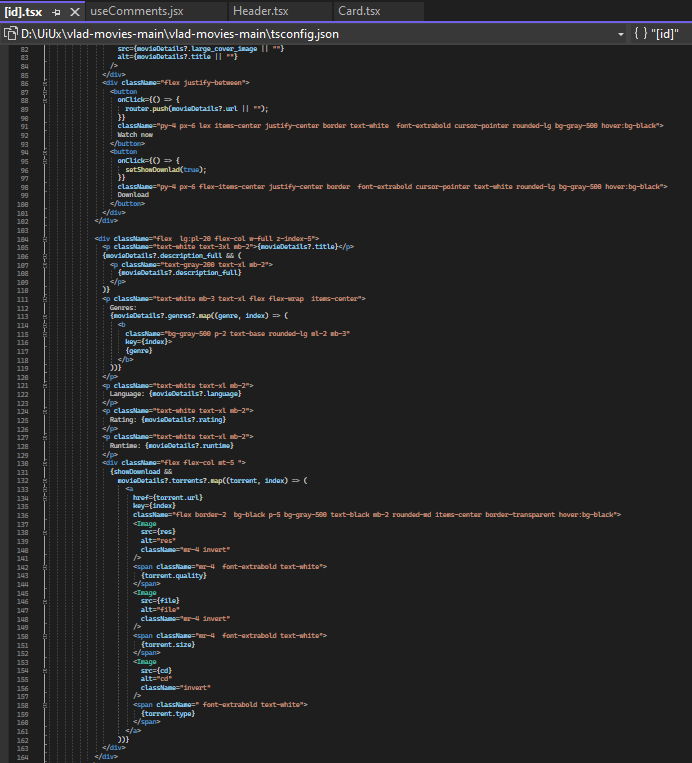 [id].tsx
useComments.jsx
Header.tsx
Card.tsx
D:\UiUx\vlad-movies-main\vlad-movies-main\tsconfig.json
{ } "[id]"
82 src={movieDetails?.large_cover_image || ""}
83 alt={movieDetails?.title || ""}
84 />
85 </div>
86 <div className="flex justify-between">
87 <button
88 onClick={() => {
89 router.push(movieDetails?.url || "");
90 }}
91 className="py-4 px-6 lex items-center justify-center border text-white  font-extrabold cursor-pointer rounded-lg bg-gray-500 hover:bg-black">
92 Watch now
93 </button>
94 <button
95 onClick={() => {
96 setShowDownlad(true);
97 }}
98 className="py-4 px-6 flex-items-center justify-center border  font-extrabold cursor-pointer text-white rounded-lg bg-gray-500 hover:bg-black">
99 Download
100 </button>
101 </div>
102 </div>
103
104 <div className="flex  lg:pl-20 flex-col w-full z-index-5">
105 <p className="text-white text-3xl mb-2">{movieDetails?.title}</p>
106 {movieDetails?.description_full && (
107 <p className="text-gray-200 text-xl mb-2">
108 {movieDetails?.description_full}
109 </p>
110 )}
111 <p className="text-white mb-3 text-xl flex flex-wrap  items-center">
112 Genres:
113 {movieDetails?.genres?.map((genre, index) => (
114 <b
115 className="bg-gray-500 p-2 text-base rounded-lg ml-2 mb-3"
116 key={index}>
117 {genre}
118 </b>
119 ))}
120 </p>
121 <p className="text-white text-xl mb-2">
122 Language: {movieDetails?.language}
123 </p>
124 <p className="text-white text-xl mb-2">
125 Rating: {movieDetails?.rating}
126 </p>
127 <p className="text-white text-xl mb-2">
128 Runtime: {movieDetails?.runtime}
129 </p>
130 <div className="flex flex-col mt-5 ">
131 {showDownload &&
132 movieDetails?.torrents?.map((torrent, index) => (
133 <a
134 href={torrent.url}
135 key={index}
136 className="flex border-2  bg-black p-5 bg-gray-500 text-black mb-2 rounded-md items-center border-transparent hover:bg-black">
137 <Image
138 src={res}
139 alt="res"
140 className="mr-4 invert"
141 />
142 <span className="mr-4  font-extrabold text-white">
143 {torrent.quality}
144 </span>
145 <Image
146 src={file}
147 alt="file"
148 className="mr-4 invert"
149 />
150 <span className="mr-4  font-extrabold text-white">
151 {torrent.size}
152 </span>
153 <Image
154 src={cd}
155 alt="cd"
156 className="invert"
157 />
158 <span className=" font-extrabold text-white">
159 {torrent.type}
160 </span>
161 </a>
162 ))}
163 </div>
164 </div>